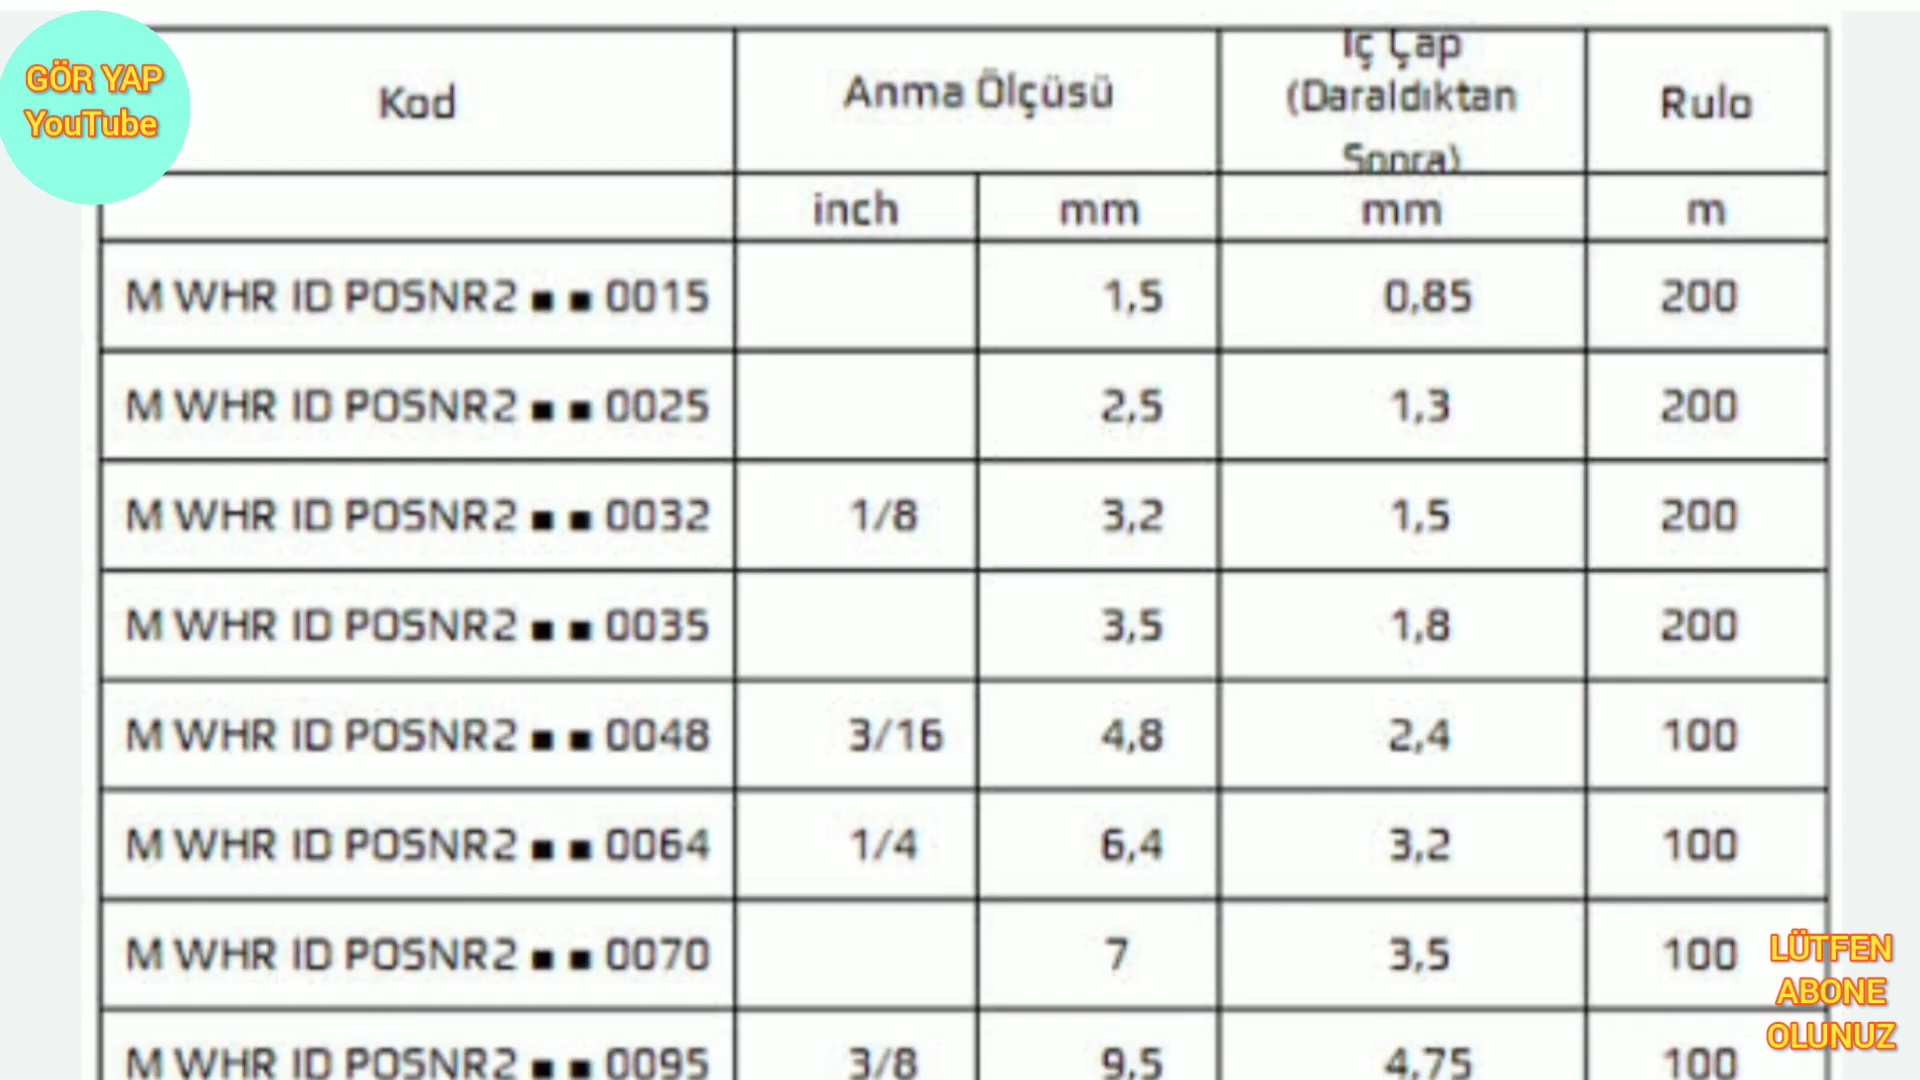 GÖR YAP
YouTube
Kod Anma Ölçüsü İç Çap (Daraldıktan Sonra) Rulo
inch mm mm m
M WHR ID POSNR2 ■ ■ 0015 1,5 0,85 200
M WHR ID POSNR2 ■ ■ 0025 2,5 1,3 200
M WHR ID POSNR2 ■ ■ 0032 1/8 3,2 1,5 200
M WHR ID POSNR2 ■ ■ 0035 3,5 1,8 200
M WHR ID POSNR2 ■ ■ 0048 3/16 4,8 2,4 100
M WHR ID POSNR2 ■ ■ 0064 1/4 6,4 3,2 100
M WHR ID POSNR2 ■ ■ 0070 7 3,5 100
M WHR ID POSNR2 ■ ■ 0095 3/8 9,5 4,75 100
LÜTFEN
ABONE
OLUNUZ